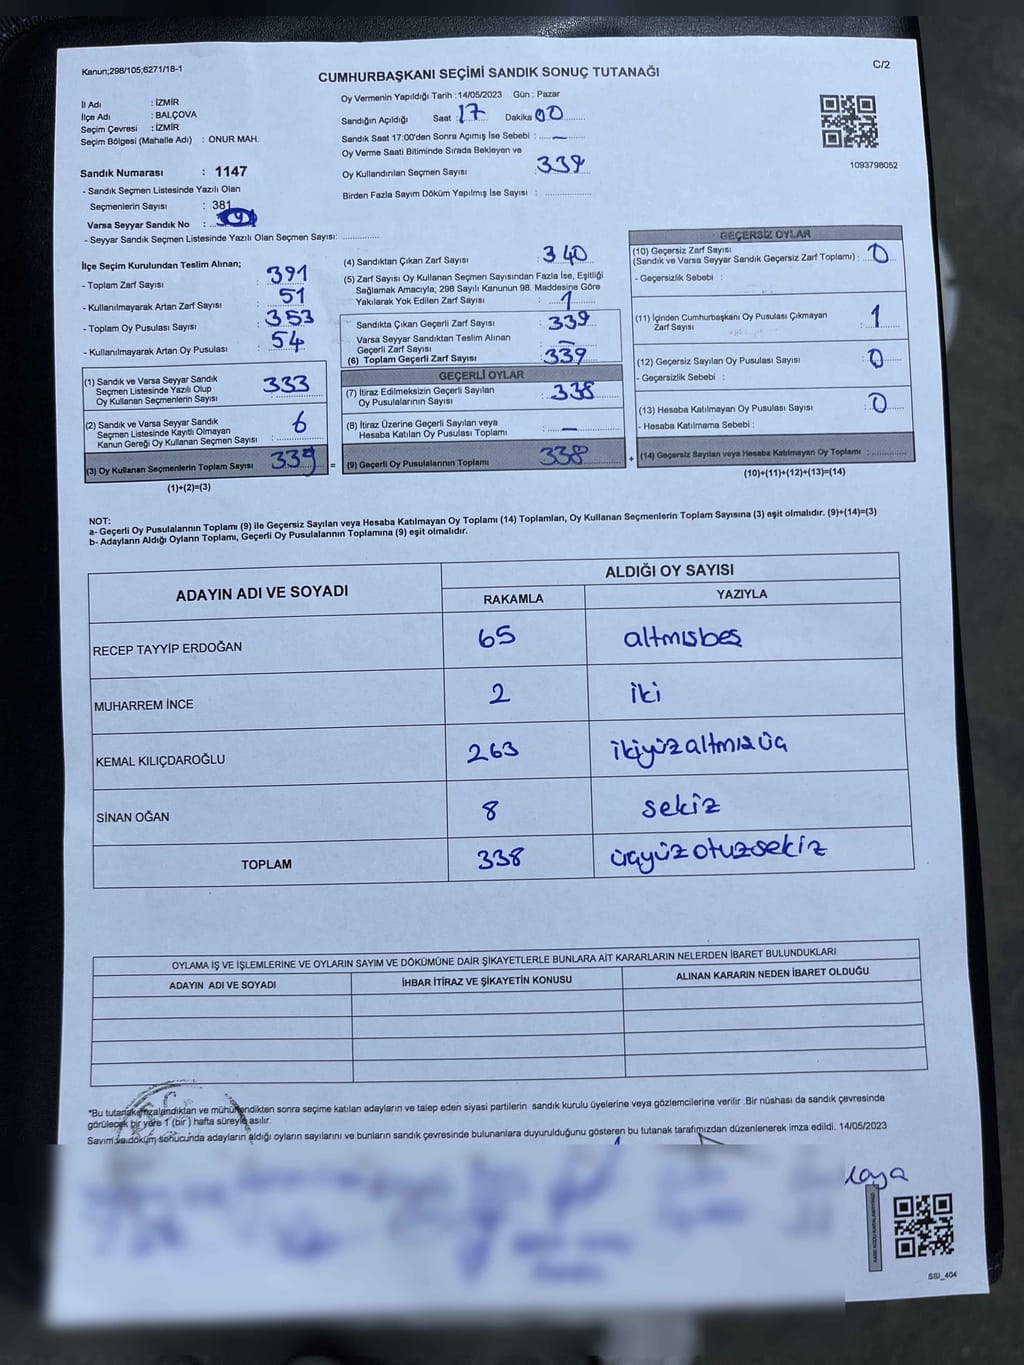 Kanun;298/105;6271/18-1
C/2
CUMHURBAŞKANI SEÇİMİ SANDIK SONUÇ TUTANAĞI
İl Adı : İZMİR
İlçe Adı : BALÇOVA
Seçim Çevresi : İZMİR
Seçim Bölgesi (Mahalle Adı) : ONUR MAH.
Sandık Numarası : 1147
- Sandık Seçmen Listesinde Yazılı Olan
Seçmenlerin Sayısı : 381
Varsa Seyyar Sandık No :
- Seyyar Sandık Seçmen Listesinde Yazılı Olan Seçmen Sayısı:
Oy Vermenin Yapıldığı Tarih : 14/05/2023 Gün : Pazar
Sandığın Açıldığı Saat : 17 Dakika 00
Sandık Saat 17:00'den Sonra Açımış İse Sebebi : –
Oy Verme Saati Bitiminde Sırada Bekleyen ve
Oy Kullandırılan Seçmen Sayısı : 339
Birden Fazla Sayım Döküm Yapılmış İse Sayısı :
1093798052
İlçe Seçim Kurulundan Teslim Alınan;
- Toplam Zarf Sayısı : 391
- Kullanılmayarak Artan Zarf Sayısı : 51
- Toplam Oy Pusulası Sayısı : 353
- Kullanılmayarak Artan Oy Pusulası : 54
(1) Sandık ve Varsa Seyyar Sandık
Seçmen Listesinde Yazılı Olup
Oy Kullanan Seçmenlerin Sayısı : 333
(2) Sandık ve Varsa Seyyar Sandık
Seçmen Listesinde Kayıtlı Olmayan
Kanun Gereği Oy Kullanan Seçmen Sayısı : 6
(3) Oy Kullanan Seçmenlerin Toplam Sayısı 339
(1)+(2)=(3)
(4) Sandıktan Çıkan Zarf Sayısı : 340
(5) Zarf Sayısı Oy Kullanan Seçmen Sayısından Fazla İse, Eşitliği
Sağlamak Amacıyla; 298 Sayılı Kanunun 98. Maddesine Göre
Yakılarak Yok Edilen Zarf Sayısı : 1
Sandıkta Çıkan Geçerli Zarf Sayısı : 339
Varsa Seyyar Sandıktan Teslim Alınan
Geçerli Zarf Sayısı : –
(6) Toplam Geçerli Zarf Sayısı : 339
GEÇERLİ OYLAR
(7) İtiraz Edilmeksizin Geçerli Sayılan
Oy Pusulalarının Sayısı : 338
(8) İtiraz Üzerine Geçerli Sayılan veya
Hesaba Katılan Oy Pusulası Toplamı : –
= (9) Geçerli Oy Pusulalarının Toplamı 338
GEÇERSİZ OYLAR
(10) Geçersiz Zarf Sayısı
(Sandık ve Varsa Seyyar Sandık Geçersiz Zarf Toplamı) : 0
- Geçersizlik Sebebi :
(11) İçinden Cumhurbaşkanı Oy Pusulası Çıkmayan
Zarf Sayısı : 1
(12) Geçersiz Sayılan Oy Pusulası Sayısı : 0
- Geçersizlik Sebebi :
(13) Hesaba Katılmayan Oy Pusulası Sayısı : 0
- Hesaba Katılmama Sebebi :
+ (14) Geçersiz Sayılan veya Hesaba Katılmayan Oy Toplamı :
(10)+(11)+(12)+(13)=(14)
NOT:
a- Geçerli Oy Pusulalarının Toplamı (9) ile Geçersiz Sayılan veya Hesaba Katılmayan Oy Toplamı (14) Toplamları, Oy Kullanan Seçmenlerin Toplam Sayısına (3) eşit olmalıdır. (9)+(14)=(3)
b- Adayların Aldığı Oyların Toplamı, Geçerli Oy Pusulalarının Toplamına (9) eşit olmalıdır.
ADAYIN ADI VE SOYADI
ALDIĞI OY SAYISI
RAKAMLA YAZIYLA
RECEP TAYYİP ERDOĞAN 65 altmışbeş
MUHARREM İNCE 2 iki
KEMAL KILIÇDAROĞLU 263 ikiyüzaltmışüç
SİNAN OĞAN 8 sekiz
TOPLAM 338 üçyüzotuzsekiz
OYLAMA İŞ VE İŞLEMLERİNE VE OYLARIN SAYIM VE DÖKÜMÜNE DAİR ŞİKAYETLERLE BUNLARA AİT KARARLARIN NELERDEN İBARET BULUNDUKLARI
ADAYIN ADI VE SOYADI İHBAR İTİRAZ VE ŞİKAYETİN KONUSU ALINAN KARARIN NEDEN İBARET OLDUĞU
*Bu tutanak imzalandıktan ve mühürlendikten sonra seçime katılan adayların ve talep eden siyasi partilerin sandık kurulu üyelerine veya gözlemcilerine verilir .Bir nüshası da sandık çevresinde
görülecek bir yere 1 (bir ) hafta süreyle asılır.
Sayım ve döküm sonucunda adayların aldığı oyların sayılarını ve bunların sandık çevresinde bulunanlara duyurulduğunu gösteren bu tutanak tarafımızdan düzenlenerek imza edildi. 14/05/2023
SSI_404